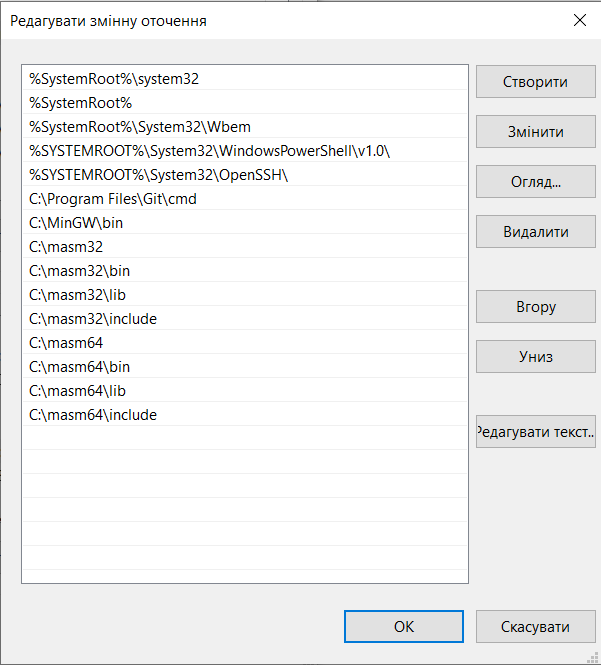 Редагувати змінну оточення
%SystemRoot%\system32
%SystemRoot%
%SystemRoot%\System32\Wbem
%SYSTEMROOT%\System32\WindowsPowerShell\v1.0\
%SYSTEMROOT%\System32\OpenSSH\
C:\Program Files\Git\cmd
C:\MinGW\bin
C:\masm32
C:\masm32\bin
C:\masm32\lib
C:\masm32\include
C:\masm64
C:\masm64\bin
C:\masm64\lib
C:\masm64\include
Створити
Змінити
Огляд...
Видалити
Вгору
Униз
Редагувати текст..
OK
Скасувати